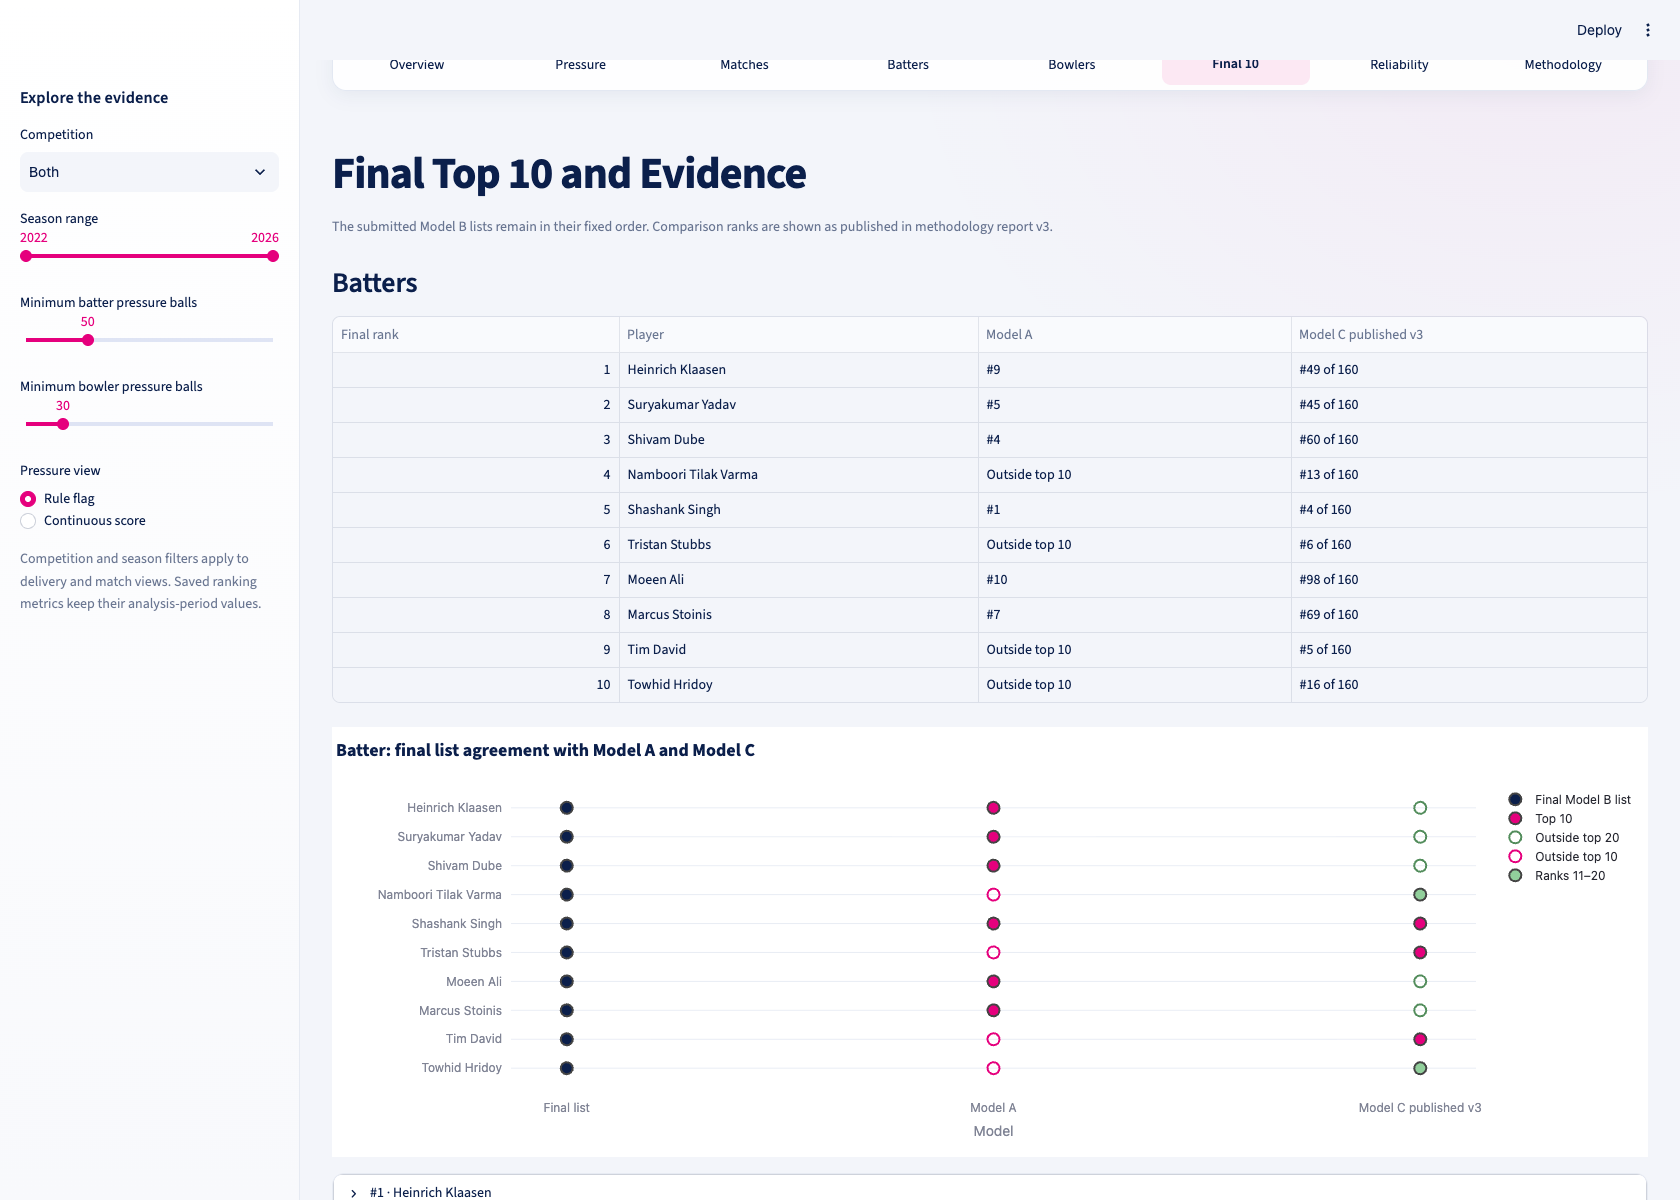 Deploy
Overview Pressure Matches Batters Bowlers Final 10 Reliability Methodology
Explore the evidence
Competition
Both
Season range
2022 2026
Minimum batter pressure balls
50
Minimum bowler pressure balls
30
Pressure view
Rule flag
Continuous score
Competition and season filters apply to
delivery and match views. Saved ranking
metrics keep their analysis-period values.
Final Top 10 and Evidence
The submitted Model B lists remain in their fixed order. Comparison ranks are shown as published in methodology report v3.
Batters
Final rank Player Model A Model C published v3
1 Heinrich Klaasen #9 #49 of 160
2 Suryakumar Yadav #5 #45 of 160
3 Shivam Dube #4 #60 of 160
4 Namboori Tilak Varma Outside top 10 #13 of 160
5 Shashank Singh #1 #4 of 160
6 Tristan Stubbs Outside top 10 #6 of 160
7 Moeen Ali #10 #98 of 160
8 Marcus Stoinis #7 #69 of 160
9 Tim David Outside top 10 #5 of 160
10 Towhid Hridoy Outside top 10 #16 of 160
Batter: final list agreement with Model A and Model C
Heinrich Klaasen
Suryakumar Yadav
Shivam Dube
Namboori Tilak Varma
Shashank Singh
Tristan Stubbs
Moeen Ali
Marcus Stoinis
Tim David
Towhid Hridoy
Final list Model A Model C published v3
Model
Final Model B list
Top 10
Outside top 20
Outside top 10
Ranks 11–20
#1 · Heinrich Klaasen